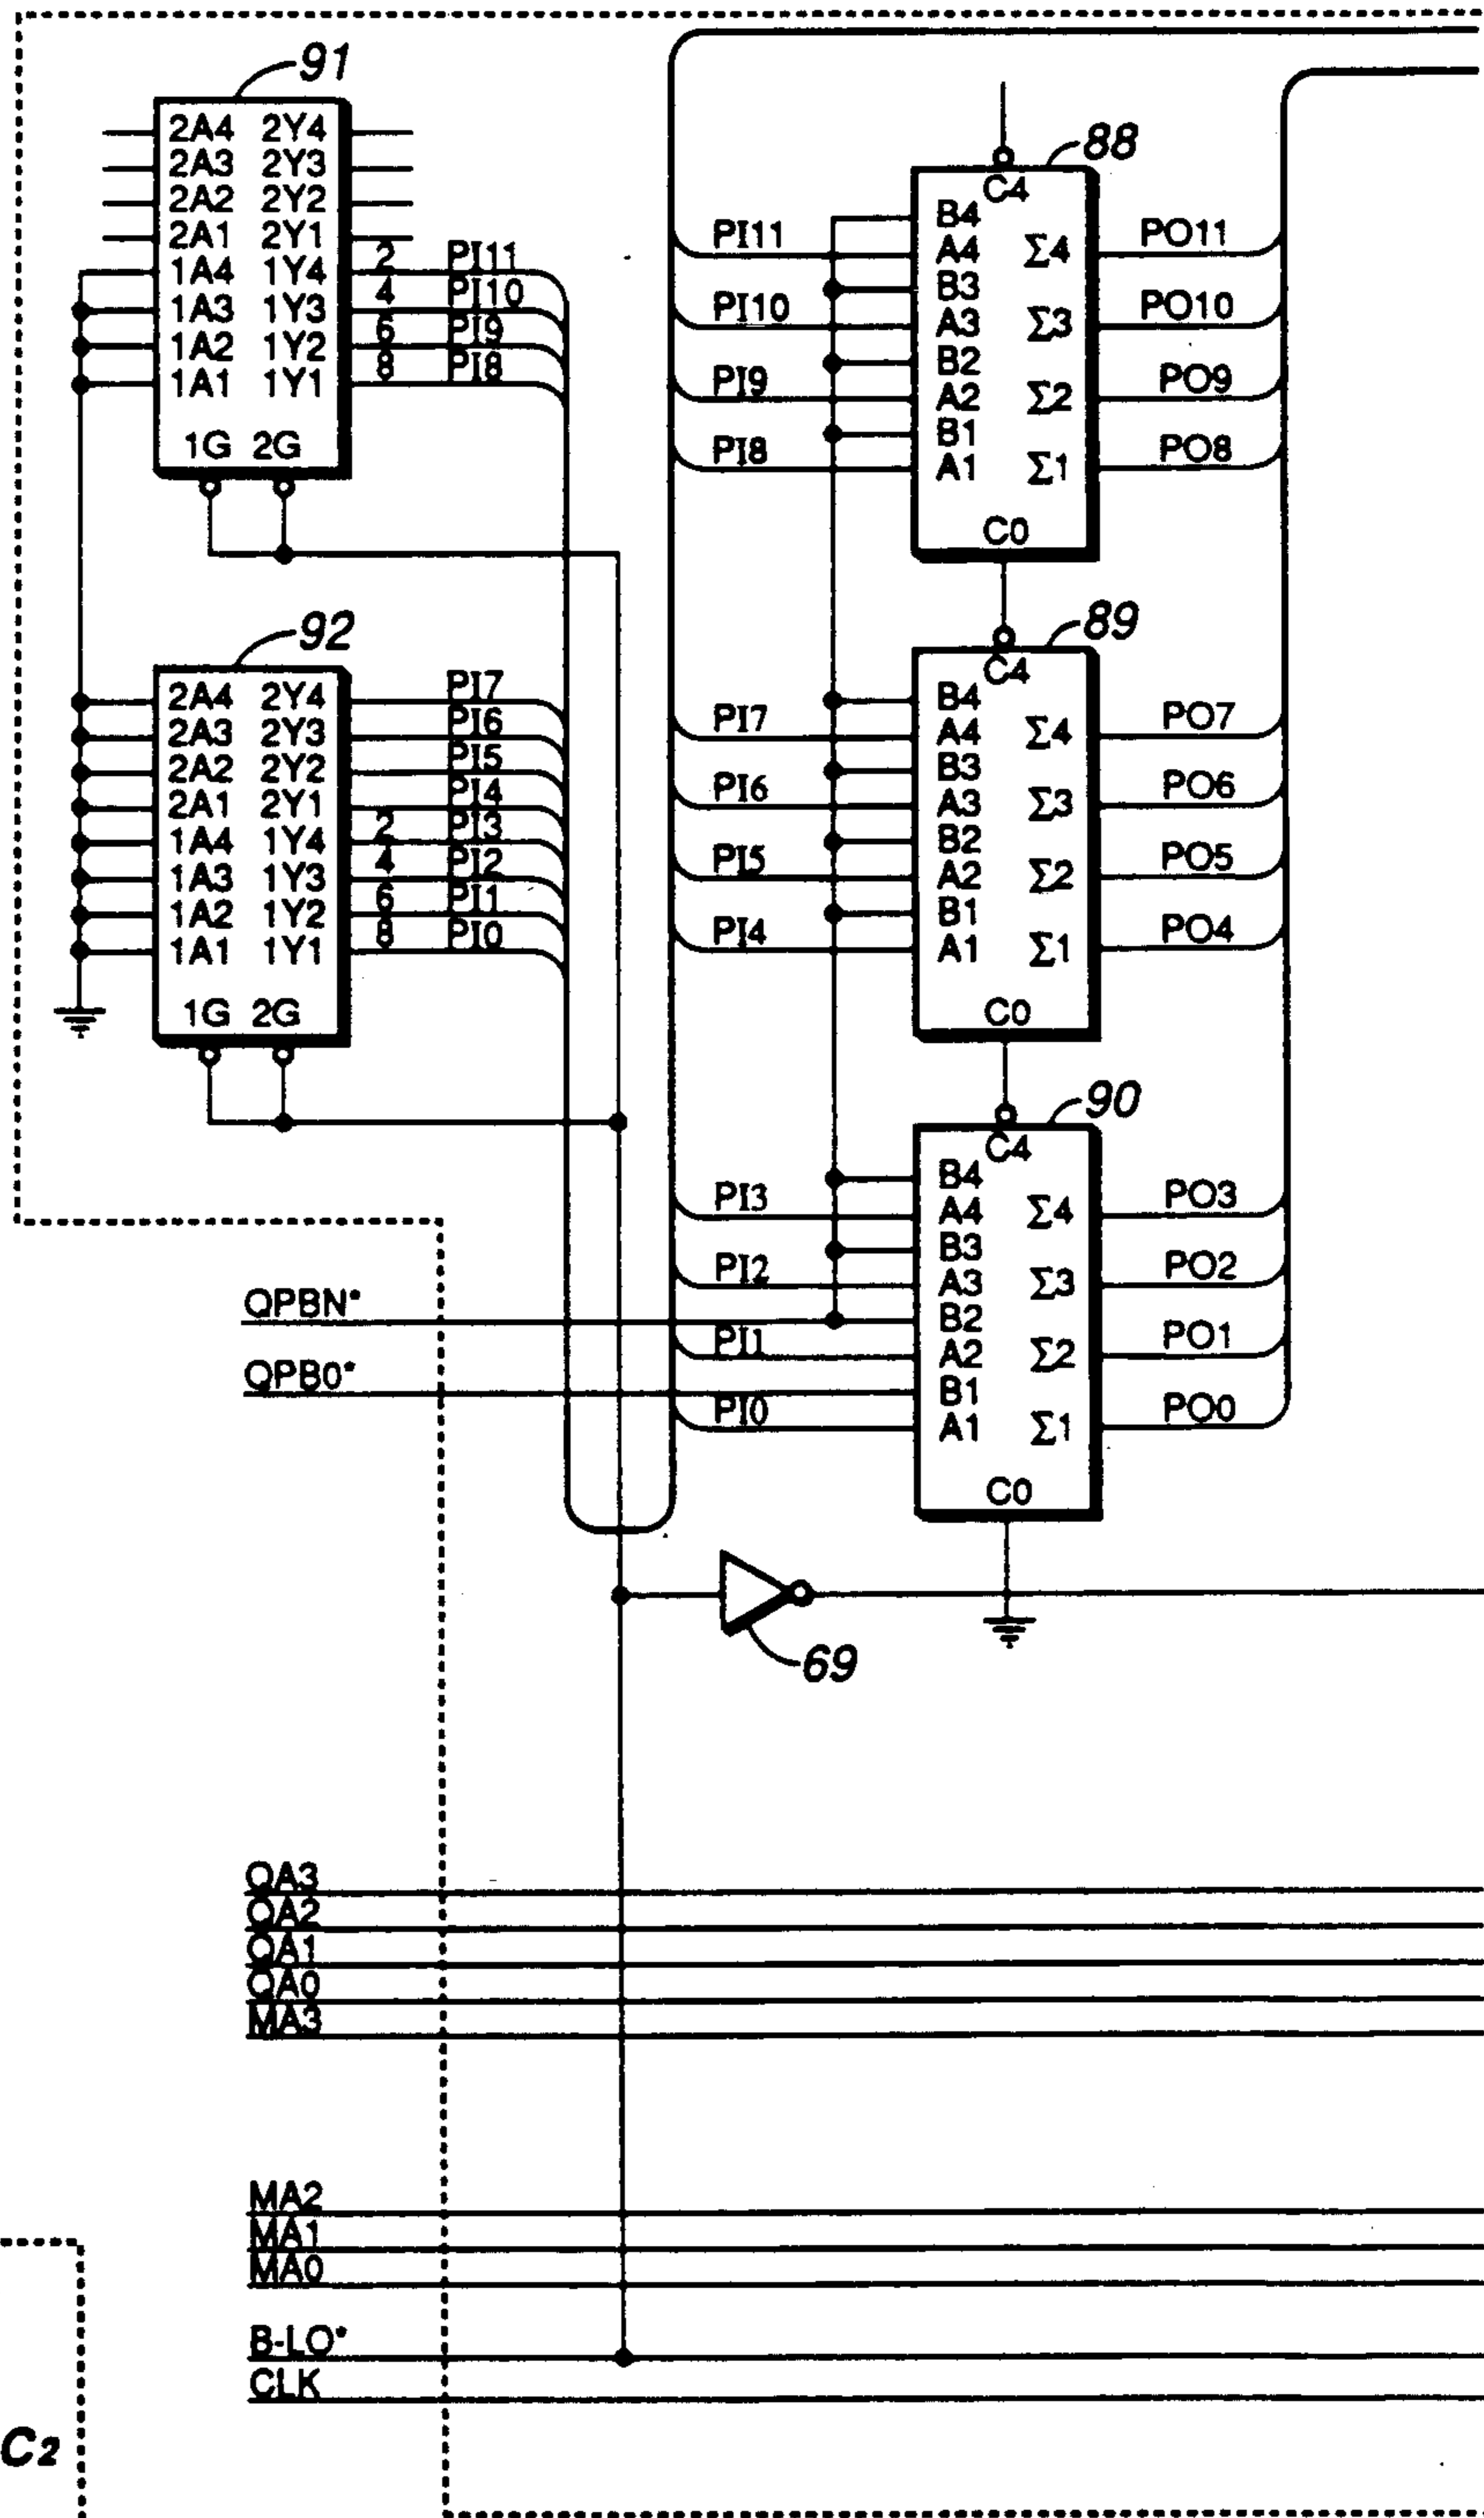 91
2A4 2Y4
2A3 2Y3
2A2 2Y2
2A1 2Y1
1A4 1Y4 2 PI11
1A3 1Y3 4 PI10
1A2 1Y2 6 PI9
1A1 1Y1 8 PI8
1G 2G
92
2A4 2Y4 PI7
2A3 2Y3 PI6
2A2 2Y2 PI5
2A1 2Y1 PI4
1A4 1Y4 2 PI3
1A3 1Y3 4 PI2
1A2 1Y2 6 PI1
1A1 1Y1 8 PI0
1G 2G
88
C4
B4
PI11 A4 Σ4 PO11
B3
PI10 A3 Σ3 PO10
B2
PI9 A2 Σ2 PO9
B1
PI8 A1 Σ1 PO8
C0
89
C4
B4
PI7 A4 Σ4 PO7
B3
PI6 A3 Σ3 PO6
B2
PI5 A2 Σ2 PO5
B1
PI4 A1 Σ1 PO4
C0
90
C4
B4
PI3 A4 Σ4 PO3
B3
PI2 A3 Σ3 PO2
QPBN* B2
PI1 A2 Σ2 PO1
QPB0* B1
PI0 A1 Σ1 PO0
C0
69
QA3
QA2
QA1
QA0
MA3
MA2
MA1
MA0
B-LO*
CLK
C2